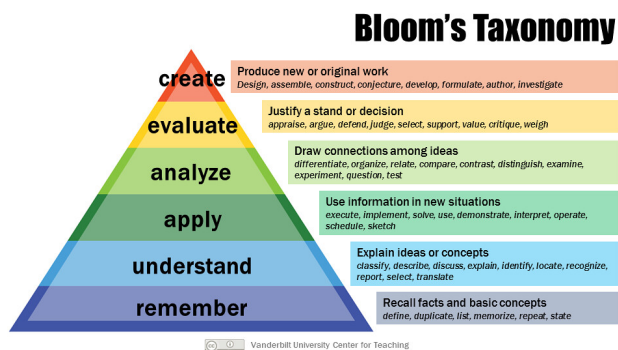 Bloom's Taxonomy
create
Produce new or original work
Design, assemble, construct, conjecture, develop, formulate, author, investigate
evaluate
Justify a stand or decision
appraise, argue, defend, judge, select, support, value, critique, weigh
analyze
Draw connections among ideas
differentiate, organize, relate, compare, contrast, distinguish, examine,
experiment, question, test
apply
Use information in new situations
execute, implement, solve, use, demonstrate, interpret, operate,
schedule, sketch
understand
Explain ideas or concepts
classify, describe, discuss, explain, identify, locate, recognize,
report, select, translate
remember
Recall facts and basic concepts
define, duplicate, list, memorize, repeat, state
cc Vanderbilt University Center for Teaching